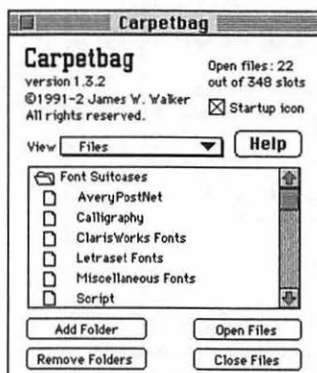 Carpetbag
Carpetbag
version 1.3.2
©1991-2 James W. Walker
All rights reserved.
Open files: 22
out of 348 slots
Startup icon
View Files
Help
Font Suitcases
AveryPostNet
Calligraphy
ClarisWorks Fonts
Letraset Fonts
Miscellaneous Fonts
Script
Add Folder
Open Files
Remove Folders
Close Files